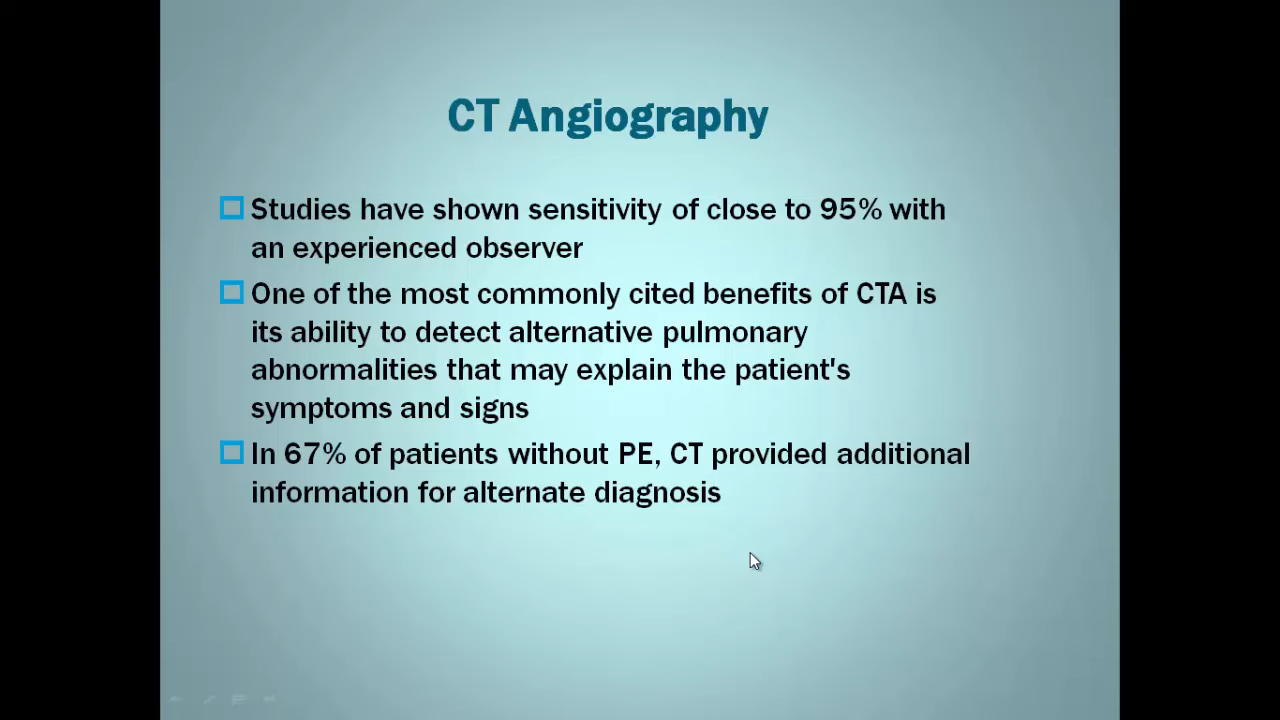 CT Angiography
Studies have shown sensitivity of close to 95% with
an experienced observer
One of the most commonly cited benefits of CTA is
its ability to detect alternative pulmonary
abnormalities that may explain the patient's
symptoms and signs
In 67% of patients without PE, CT provided additional
information for alternate diagnosis